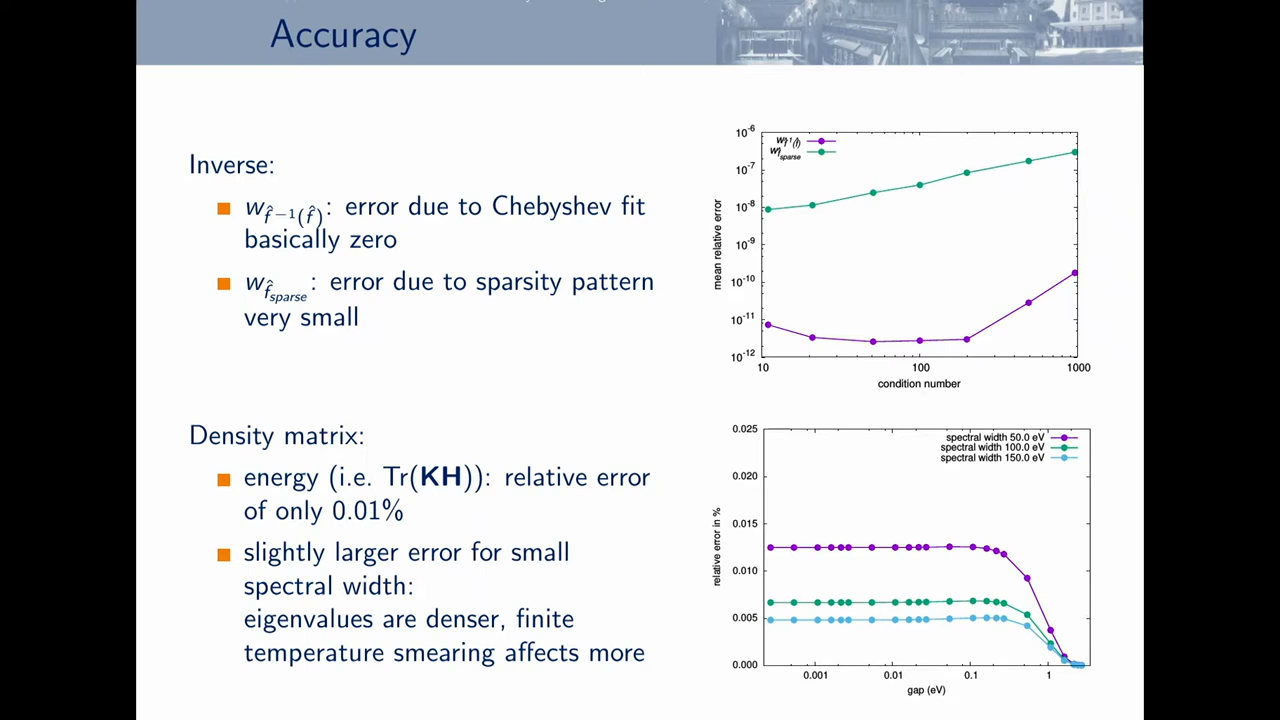 Accuracy
Inverse:
w_{f̂⁻¹(f̂)}: error due to Chebyshev fit
basically zero
w_{f̂_{sparse}}: error due to sparsity pattern
very small
Density matrix:
energy (i.e. Tr(KH)): relative error
of only 0.01%
slightly larger error for small
spectral width:
eigenvalues are denser, finite
temperature smearing affects more
10⁻⁶
10⁻⁷
10⁻⁸
10⁻⁹
10⁻¹⁰
10⁻¹¹
10⁻¹²
mean relative error
w_{f̂⁻¹(f̂)}
w_{f̂_{sparse}}
10 100 1000
condition number
0.025
0.020
0.015
0.010
0.005
0.000
relative error in %
spectral width 50.0 eV
spectral width 100.0 eV
spectral width 150.0 eV
0.001 0.01 0.1 1
gap (eV)